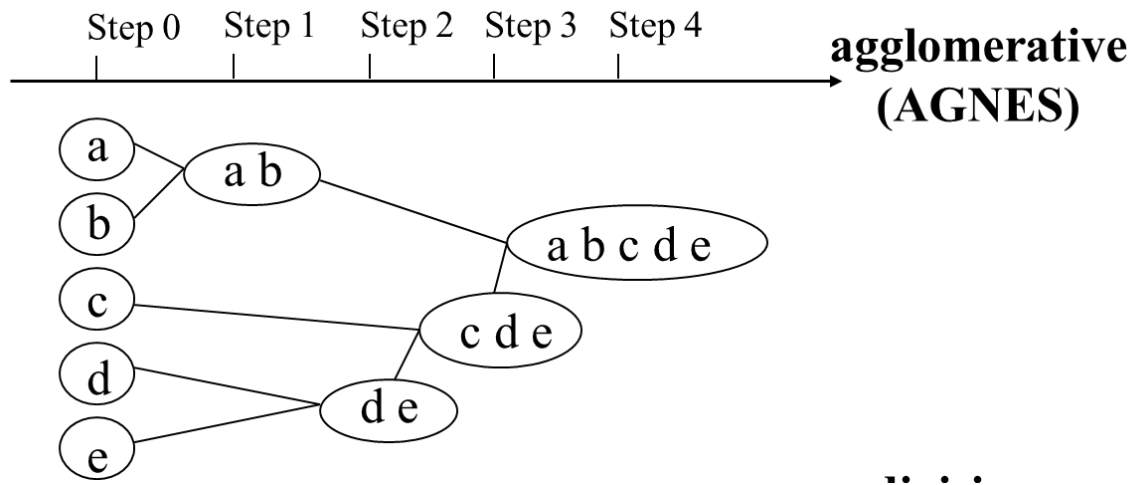 Step 0 Step 1 Step 2 Step 3 Step 4
agglomerative
(AGNES)
a
a b
b
a b c d e
c
c d e
d
d e
e